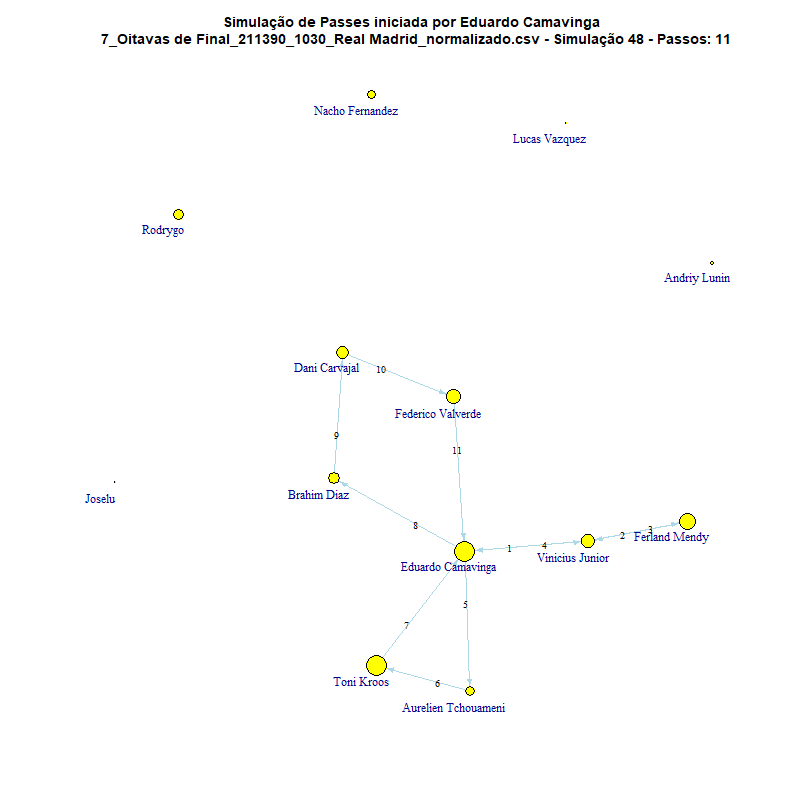 Simulação de Passes iniciada por Eduardo Camavinga
7_Oitavas de Final_211390_1030_Real Madrid_normalizado.csv - Simulação 48 - Passos: 11
Nacho Fernandez
Lucas Vazquez
Rodrygo
Andriy Lunin
Dani Carvajal
10
Federico Valverde
9
11
Brahim Diaz
Joselu
8
3
2
Ferland Mendy
1
4
Vinicius Junior
Eduardo Camavinga
5
7
Toni Kroos
6
Aurelien Tchouameni